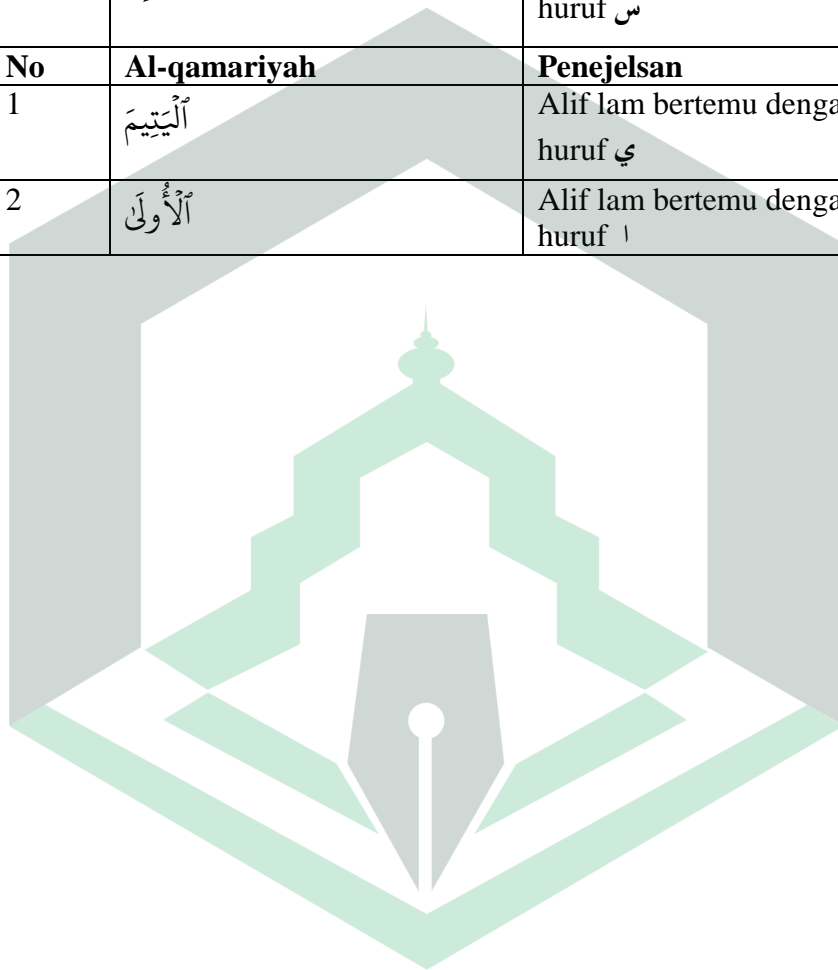 huruf س
No Al-qamariyah Penejelsan
1 ٱلْيَتِيمَ Alif lam bertemu denga
huruf ي
2 ٱلْأُولَىٰ Alif lam bertemu denga
huruf ا